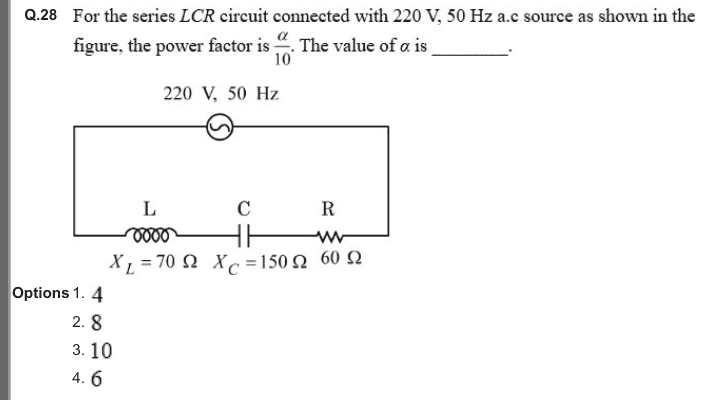 Q.28 For the series LCR circuit connected with 220 V, 50 Hz a.c source as shown in the
figure, the power factor is α/10. The value of α is ________.
220 V, 50 Hz
L C R
X_L = 70 Ω X_C = 150 Ω 60 Ω
Options 1. 4
2. 8
3. 10
4. 6